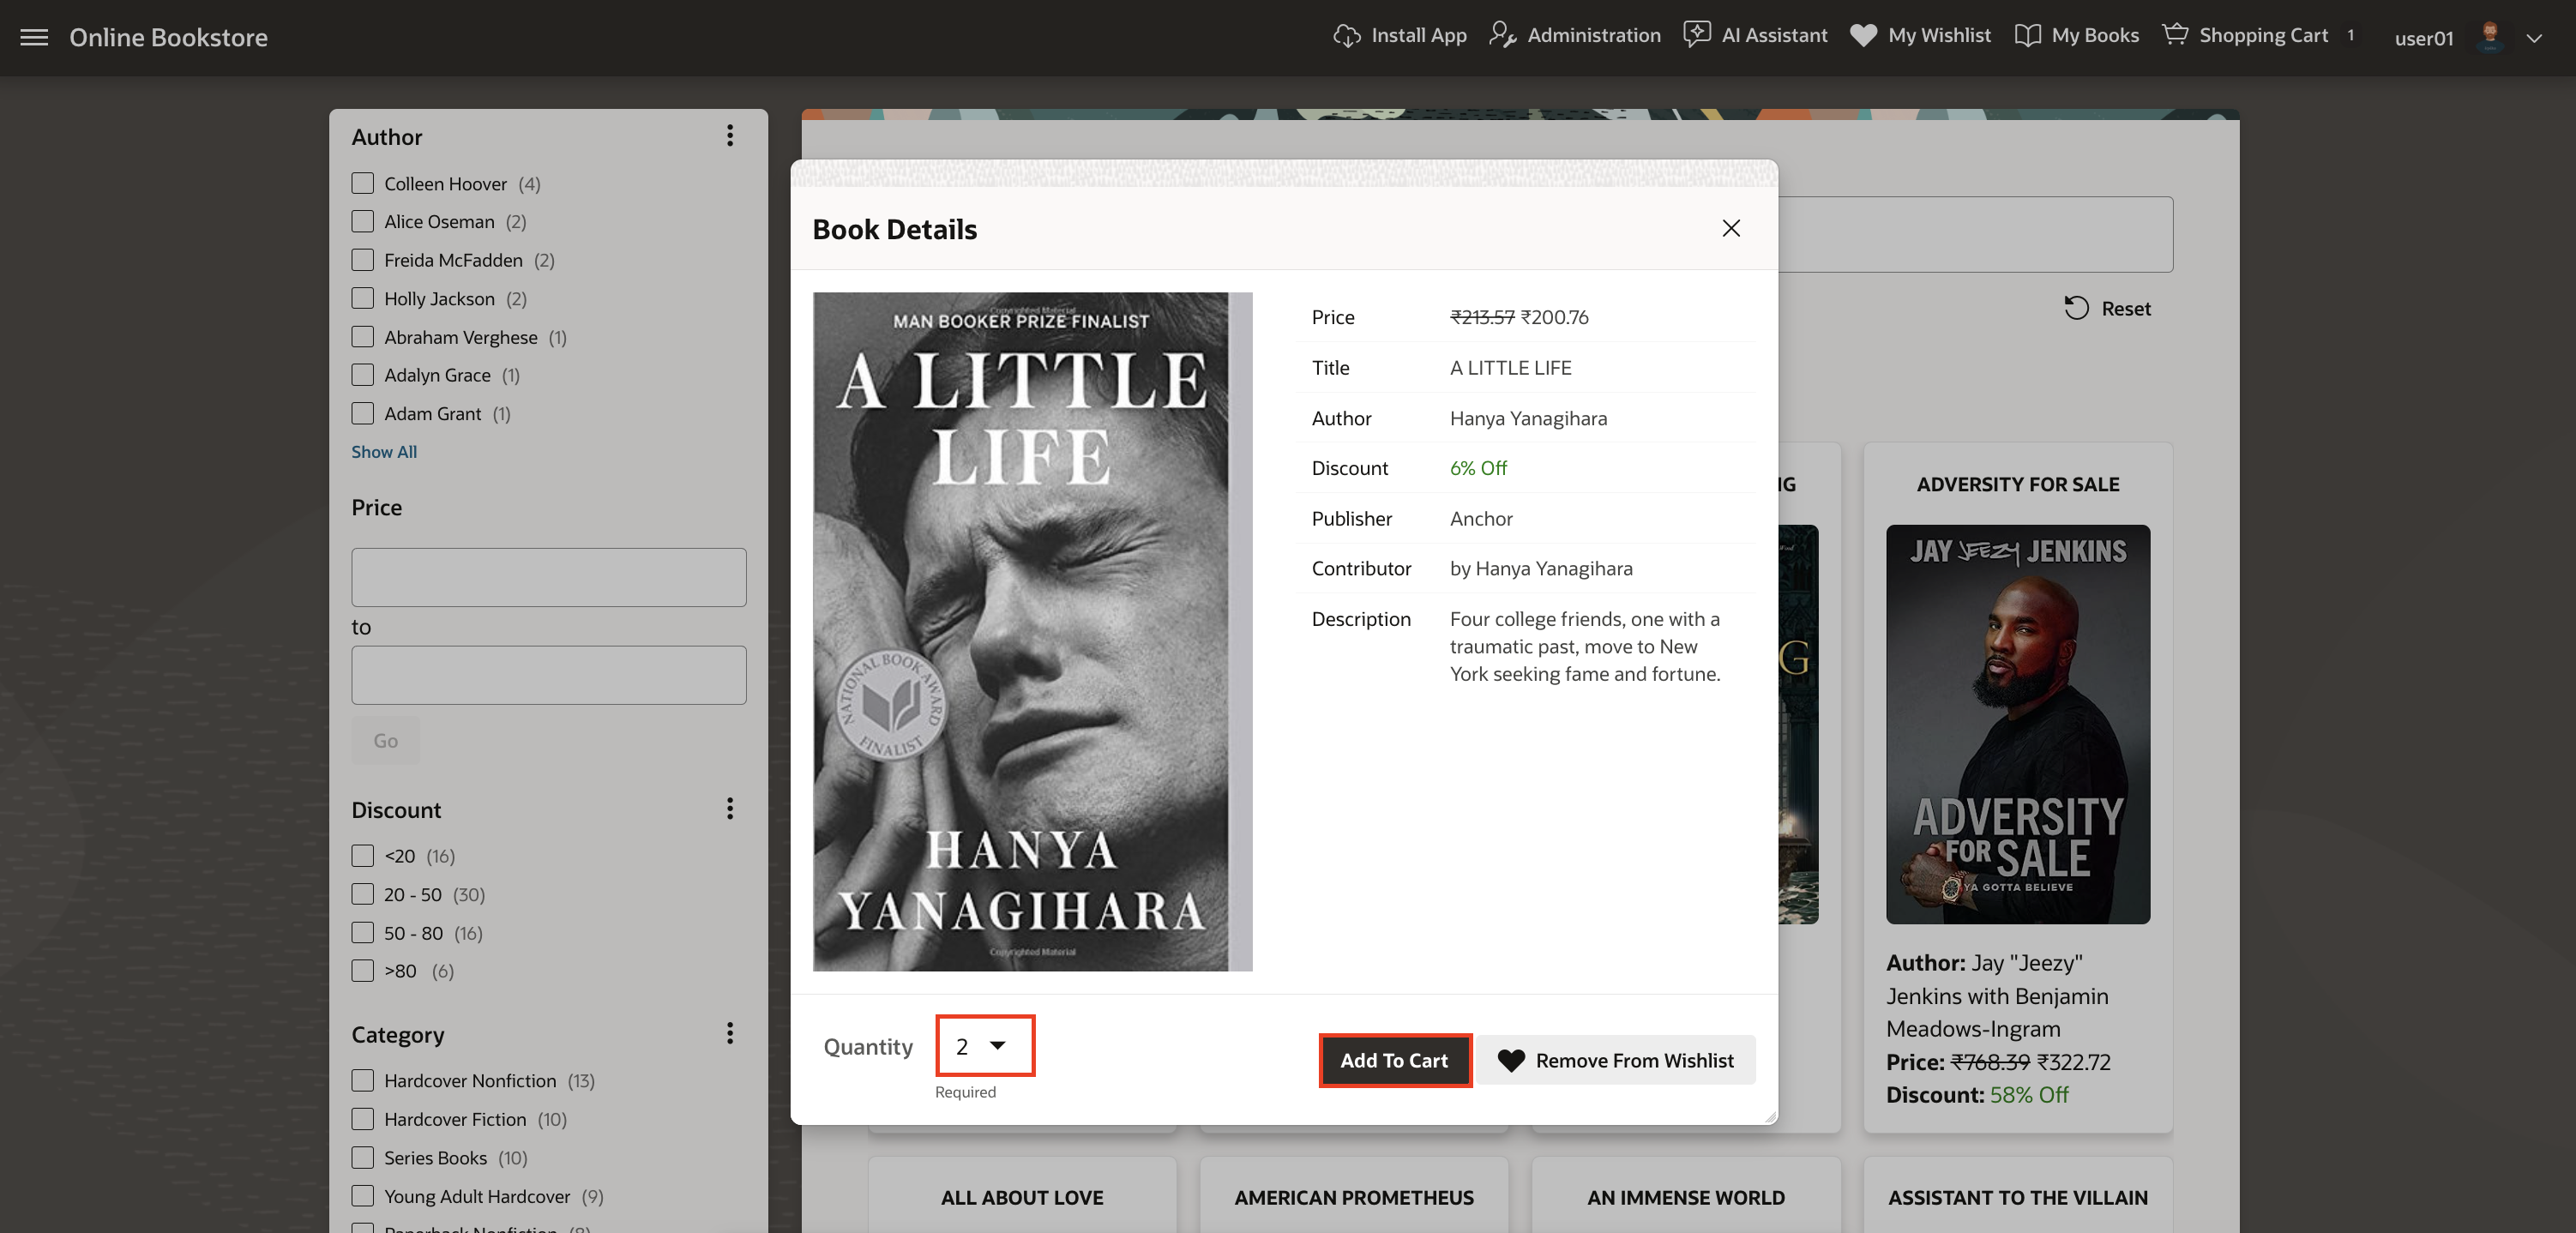 Online Bookstore
Install App
Administration
AI Assistant
My Wishlist
My Books
Shopping Cart 1
user01
Author
Colleen Hoover (4)
Alice Oseman (2)
Freida McFadden (2)
Holly Jackson (2)
Abraham Verghese (1)
Adalyn Grace (1)
Adam Grant (1)
Show All
Price
to
Go
Discount
<20 (16)
20 - 50 (30)
50 - 80 (16)
>80 (6)
Category
Hardcover Nonfiction (13)
Hardcover Fiction (10)
Series Books (10)
Young Adult Hardcover (9)
Paperback Nonfiction (8)
Book Details
Copyrighted Material
MAN BOOKER PRIZE FINALIST
A LITTLE
LIFE
NATIONAL BOOK AWARD
FINALIST
HANYA
YANAGIHARA
Copyrighted Material
Price ₹213.57 ₹200.76
Title A LITTLE LIFE
Author Hanya Yanagihara
Discount 6% Off
Publisher Anchor
Contributor by Hanya Yanagihara
Description Four college friends, one with a
traumatic past, move to New
York seeking fame and fortune.
Quantity 2
Required
Add To Cart
Remove From Wishlist
Reset
NG
G
ADVERSITY FOR SALE
JAY JEEZY JENKINS
ADVERSITY
FOR SALE
YA GOTTA BELIEVE
Author: Jay "Jeezy"
Jenkins with Benjamin
Meadows-Ingram
Price: ₹768.39 ₹322.72
Discount: 58% Off
ALL ABOUT LOVE
AMERICAN PROMETHEUS
AN IMMENSE WORLD
ASSISTANT TO THE VILLAIN